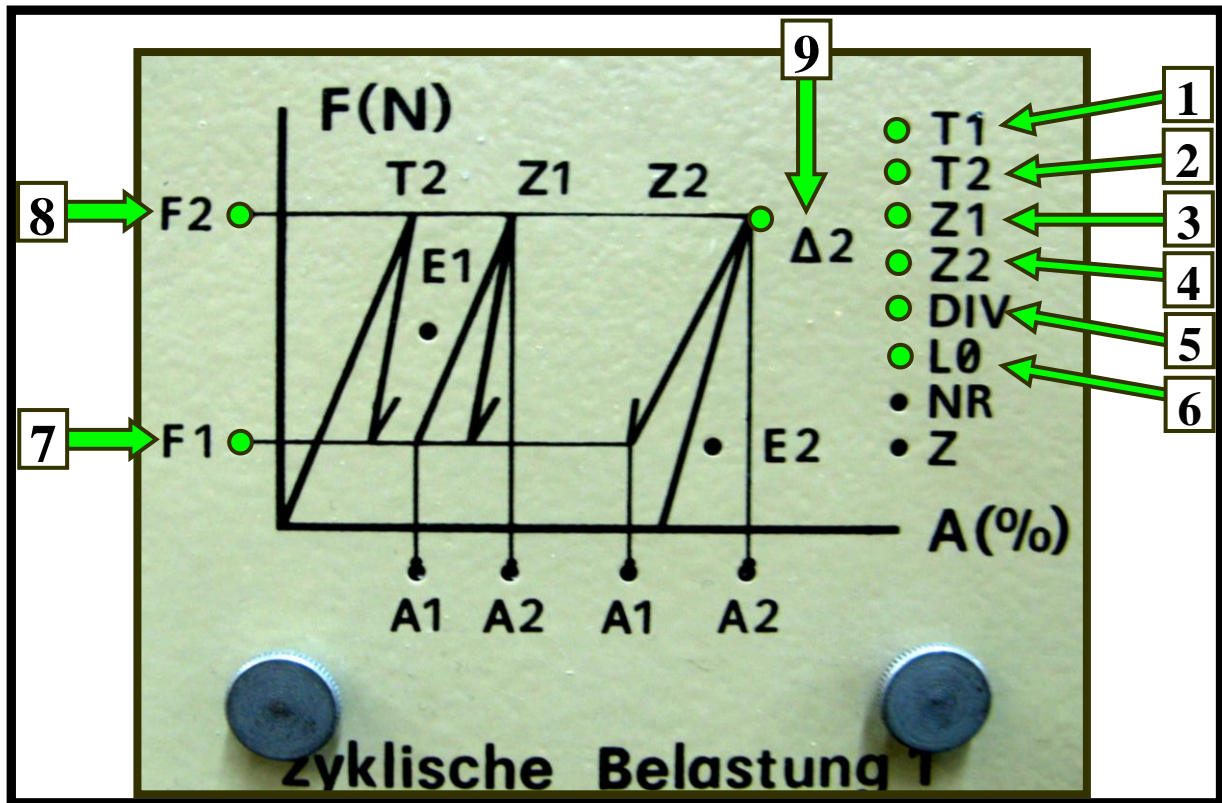 9
F(N)
1
T1
T2 Z1 Z2
2
T2
8
F2
Z1
3
E1
Δ2
Z2
4
DIV
5
L0
6
NR
7
F1
E2
Z
A(%)
A1 A2 A1 A2
Zyklische Belastung 1